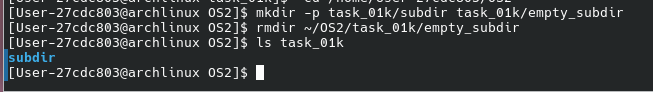 [User-27cdc803@archlinux OS2]$ mkdir -p task_01k/subdir task_01k/empty_subdir
[User-27cdc803@archlinux OS2]$ rmdir ~/OS2/task_01k/empty_subdir
[User-27cdc803@archlinux OS2]$ ls task_01k
subdir
[User-27cdc803@archlinux OS2]$